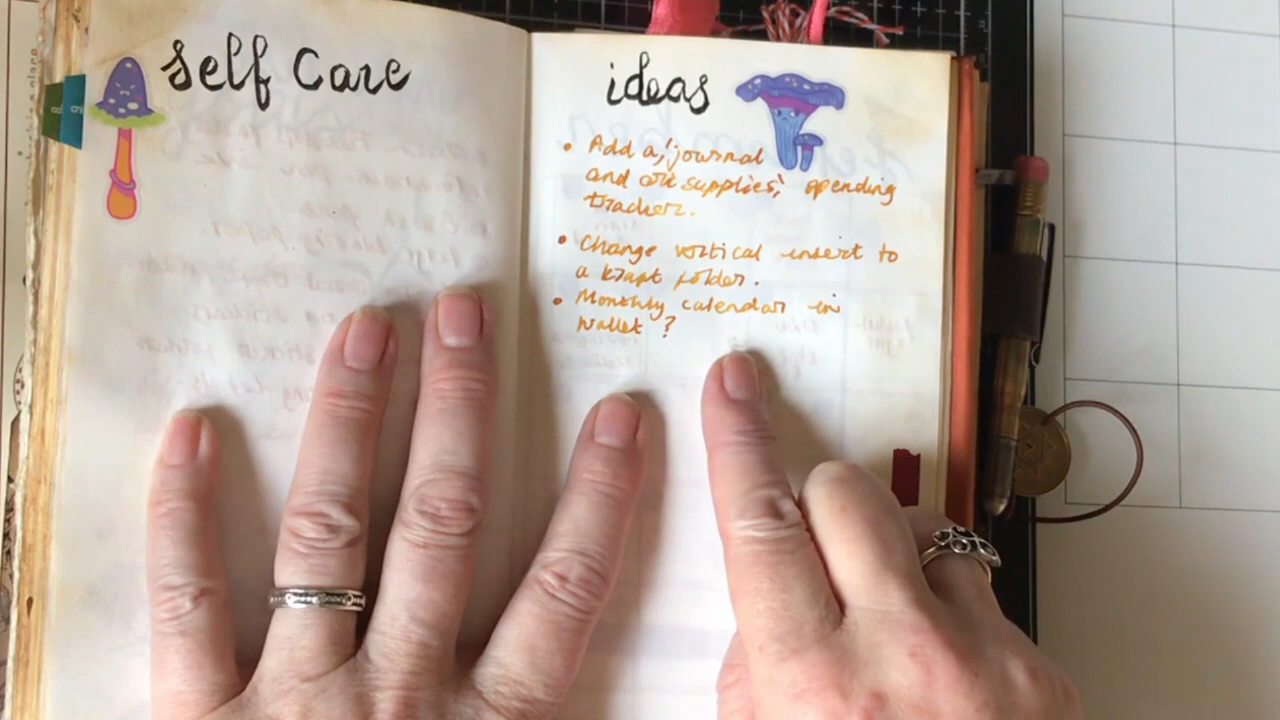 Self Care
ideas
• Add a 'journal
and art supplies' spending
tracker.
• Change vertical insert to
a kraft folder.
• Monthly calendar in
wallet ?